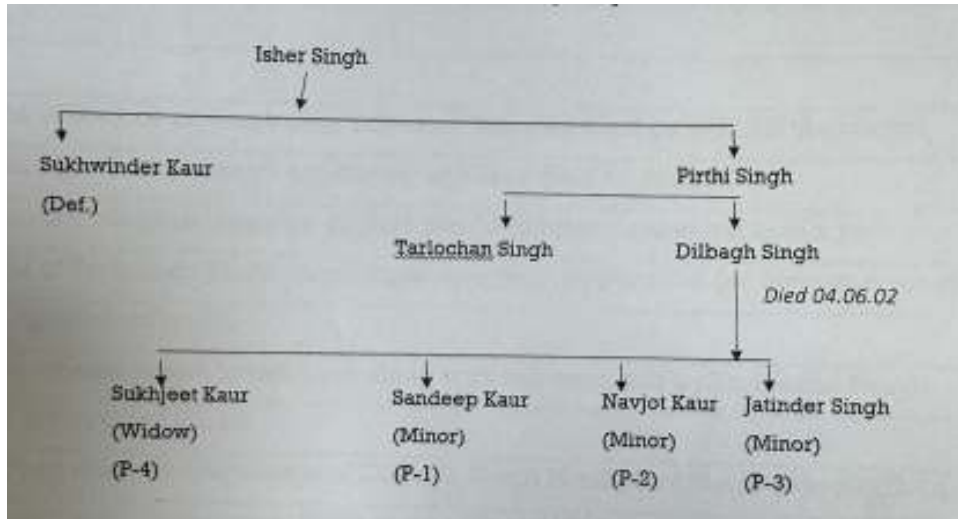 Isher Singh
Sukhwinder Kaur
(Def.)
Pirthi Singh
Tarlochan Singh
Dilbagh Singh
Died 04.06.02
Sukhjeet Kaur
(Widow)
(P-4)
Sandeep Kaur
(Minor)
(P-1)
Navjot Kaur
(Minor)
(P-2)
Jatinder Singh
(Minor)
(P-3)